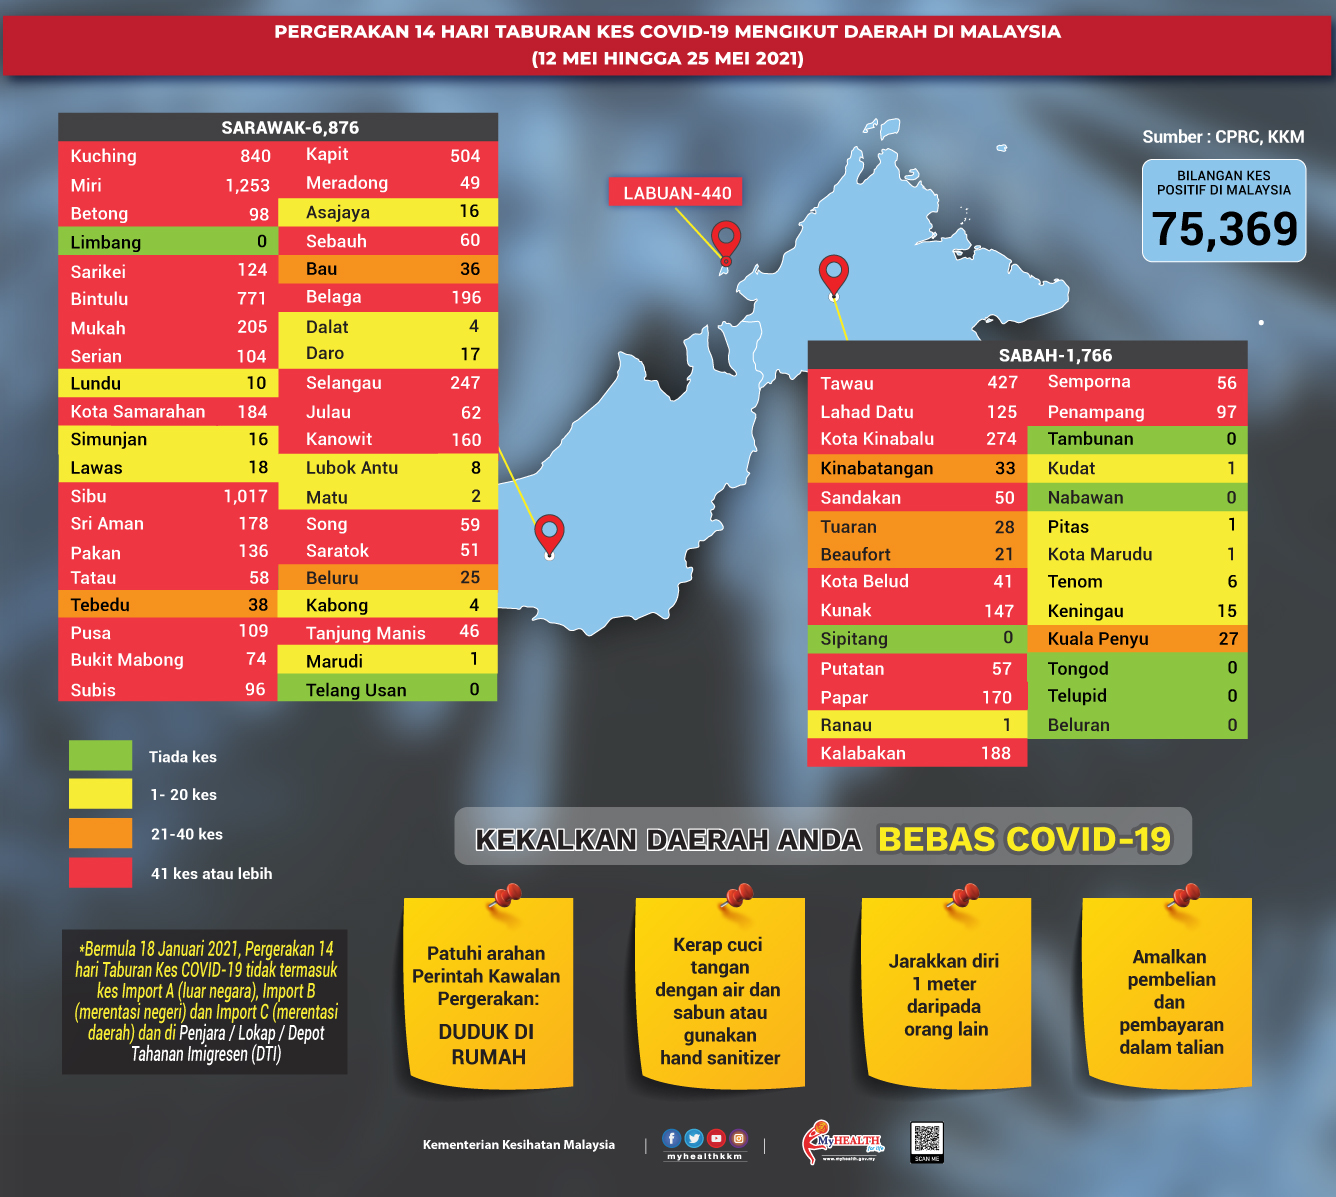 PERGERAKAN 14 HARI TABURAN KES COVID-19 MENGIKUT DAERAH DI MALAYSIA
(12 MEI HINGGA 25 MEI 2021)
Sumber : CPRC, KKM
BILANGAN KES
POSITIF DI MALAYSIA
75,369
LABUAN-440
SARAWAK-6,876
Kuching 840
Miri 1,253
Betong 98
Limbang 0
Sarikei 124
Bintulu 771
Mukah 205
Serian 104
Lundu 10
Kota Samarahan 184
Simunjan 16
Lawas 18
Sibu 1,017
Sri Aman 178
Pakan 136
Tatau 58
Tebedu 38
Pusa 109
Bukit Mabong 74
Subis 96
Kapit 504
Meradong 49
Asajaya 16
Sebauh 60
Bau 36
Belaga 196
Dalat 4
Daro 17
Selangau 247
Julau 62
Kanowit 160
Lubok Antu 8
Matu 2
Song 59
Saratok 51
Beluru 25
Kabong 4
Tanjung Manis 46
Marudi 1
Telang Usan 0
SABAH-1,766
Tawau 427
Lahad Datu 125
Kota Kinabalu 274
Kinabatangan 33
Sandakan 50
Tuaran 28
Beaufort 21
Kota Belud 41
Kunak 147
Sipitang 0
Putatan 57
Papar 170
Ranau 1
Kalabakan 188
Semporna 56
Penampang 97
Tambunan 0
Kudat 1
Nabawan 0
Pitas 1
Kota Marudu 1
Tenom 6
Keningau 15
Kuala Penyu 27
Tongod 0
Telupid 0
Beluran 0
Tiada kes
1- 20 kes
21-40 kes
41 kes atau lebih
*Bermula 18 Januari 2021, Pergerakan 14
hari Taburan Kes COVID-19 tidak termasuk
kes Import A (luar negara), Import B
(merentasi negeri) dan Import C (merentasi
daerah) dan di Penjara / Lokap / Depot
Tahanan Imigresen (DTI)
KEKALKAN DAERAH ANDA BEBAS COVID-19
Patuhi arahan
Perintah Kawalan
Pergerakan:
DUDUK DI
RUMAH
Kerap cuci
tangan
dengan air dan
sabun atau
gunakan
hand sanitizer
Jarakkan diri
1 meter
daripada
orang lain
Amalkan
pembelian
dan
pembayaran
dalam talian
Kementerian Kesihatan Malaysia
myhealthkkm
MyHEALTH
for life
www.myhealth.gov.my
SCAN ME